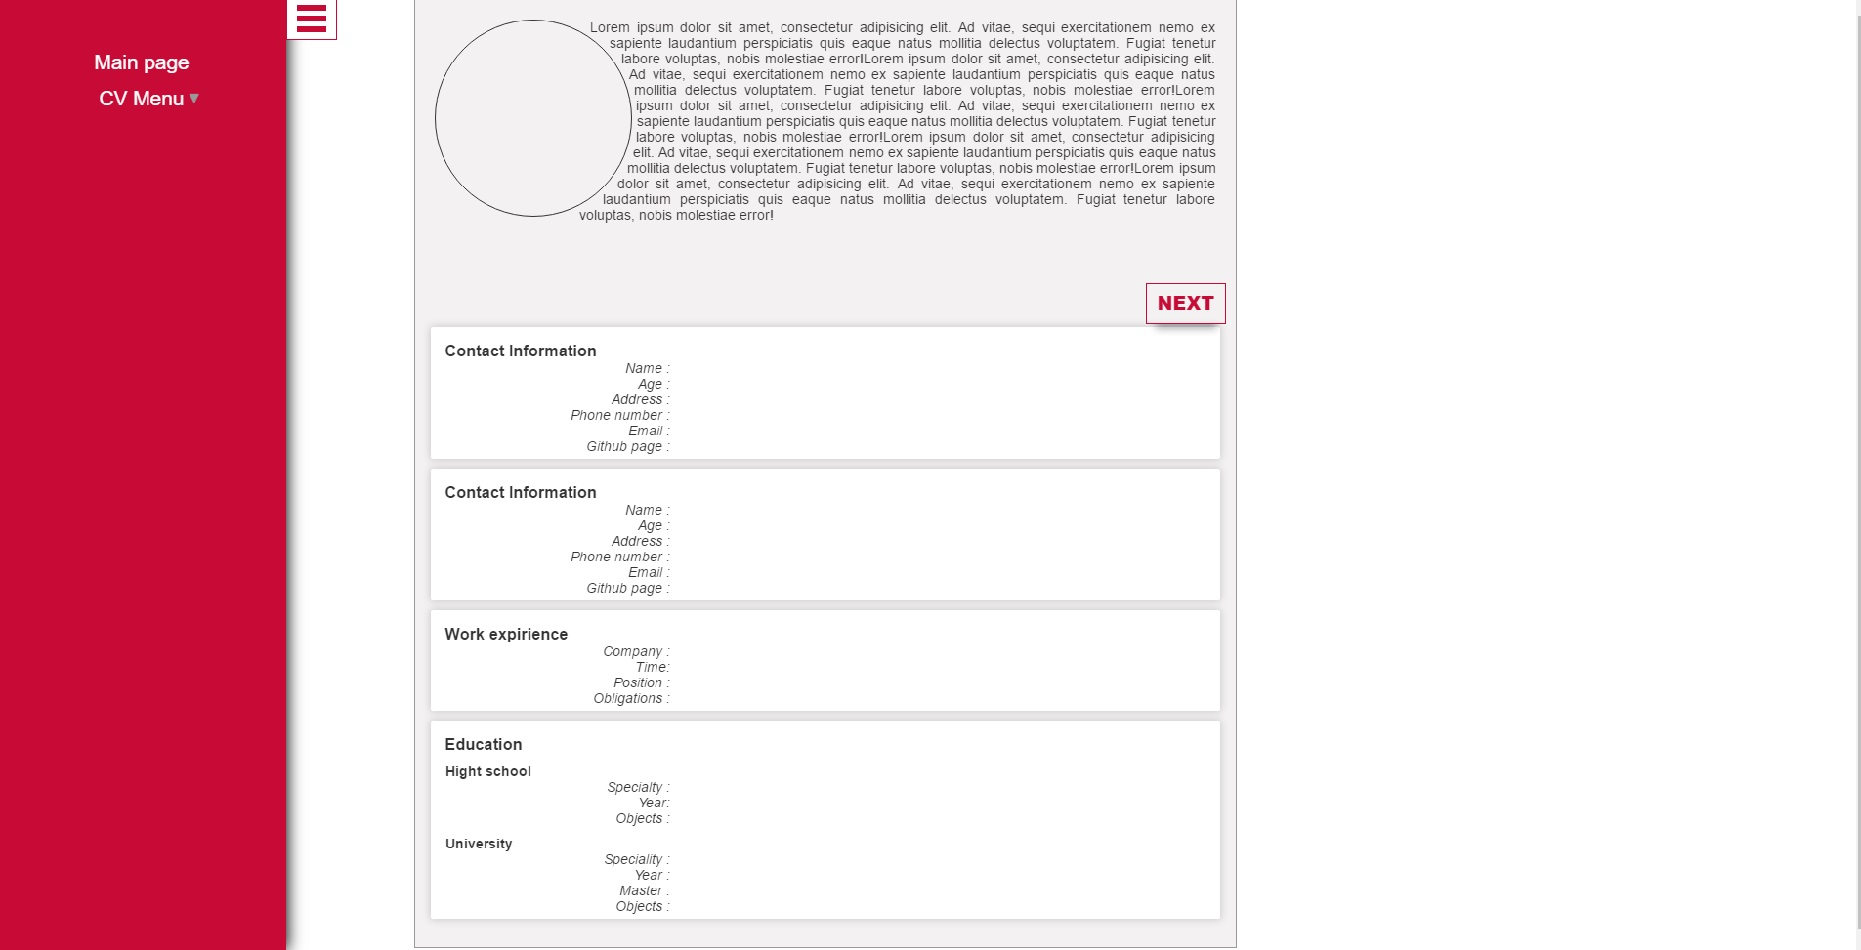 Main page
CV Menu ▼
Lorem ipsum dolor sit amet, consectetur adipisicing elit. Ad vitae, sequi exercitationem nemo ex
sapiente laudantium perspiciatis quis eaque natus mollitia delectus voluptatem. Fugiat tenetur
labore voluptas, nobis molestiae error!Lorem ipsum dolor sit amet, consectetur adipisicing elit.
Ad vitae, sequi exercitationem nemo ex sapiente laudantium perspiciatis quis eaque natus
mollitia delectus voluptatem. Fugiat tenetur labore voluptas, nobis molestiae error!Lorem
ipsum dolor sit amet, consectetur adipisicing elit. Ad vitae, sequi exercitationem nemo ex
sapiente laudantium perspiciatis quis eaque natus mollitia delectus voluptatem. Fugiat tenetur
labore voluptas, nobis molestiae error!Lorem ipsum dolor sit amet, consectetur adipisicing
elit. Ad vitae, sequi exercitationem nemo ex sapiente laudantium perspiciatis quis eaque natus
mollitia delectus voluptatem. Fugiat tenetur labore voluptas, nobis molestiae error!Lorem ipsum
dolor sit amet, consectetur adipisicing elit. Ad vitae, sequi exercitationem nemo ex sapiente
laudantium perspiciatis quis eaque natus mollitia delectus voluptatem. Fugiat tenetur labore
voluptas, nobis molestiae error!
NEXT
Contact Information
Name :
Age :
Address :
Phone number :
Email :
Github page :
Contact Information
Name :
Age :
Address :
Phone number :
Email :
Github page :
Work expirience
Company :
Time:
Position :
Obligations :
Education
Hight school
Specialty :
Year:
Objects :
University
Speciality :
Year :
Master :
Objects :